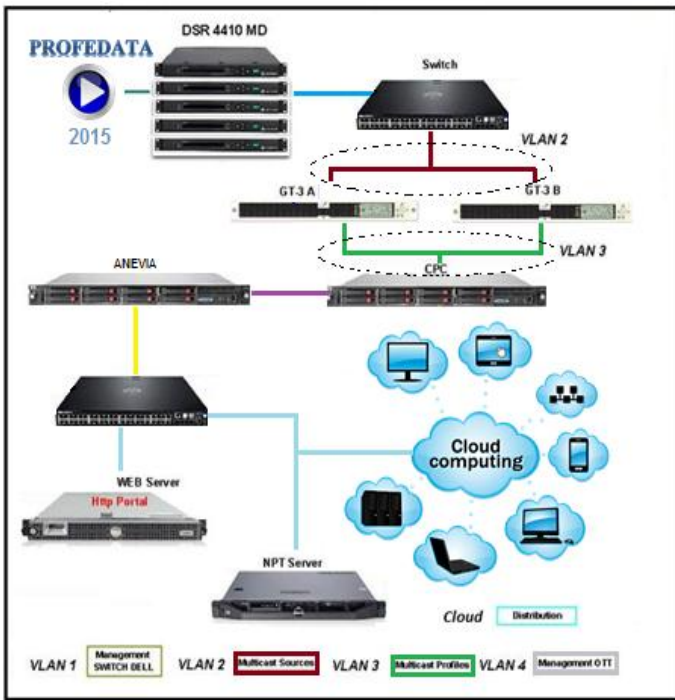 DSR 4410 MD
PROFEDATA
2015
Switch
VLAN 2
GT-3 A
GT-3 B
VLAN 3
ANEVIA
CPC
Cloud
computing
WEB Server
Http Portal
NPT Server
Cloud
Distribution
VLAN 1
Management
SWITCH DELL
VLAN 2
Multicast Sources
VLAN 3
Multicast Profiles
VLAN 4
Management OTT